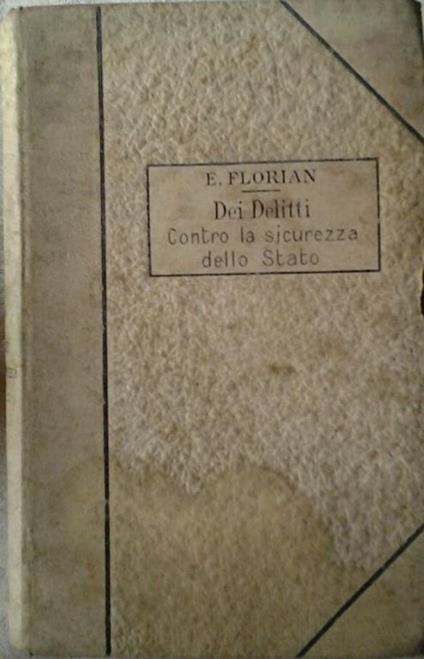 E. FLORIAN
Dei Delitti
Contro la sicurezza
dello Stato